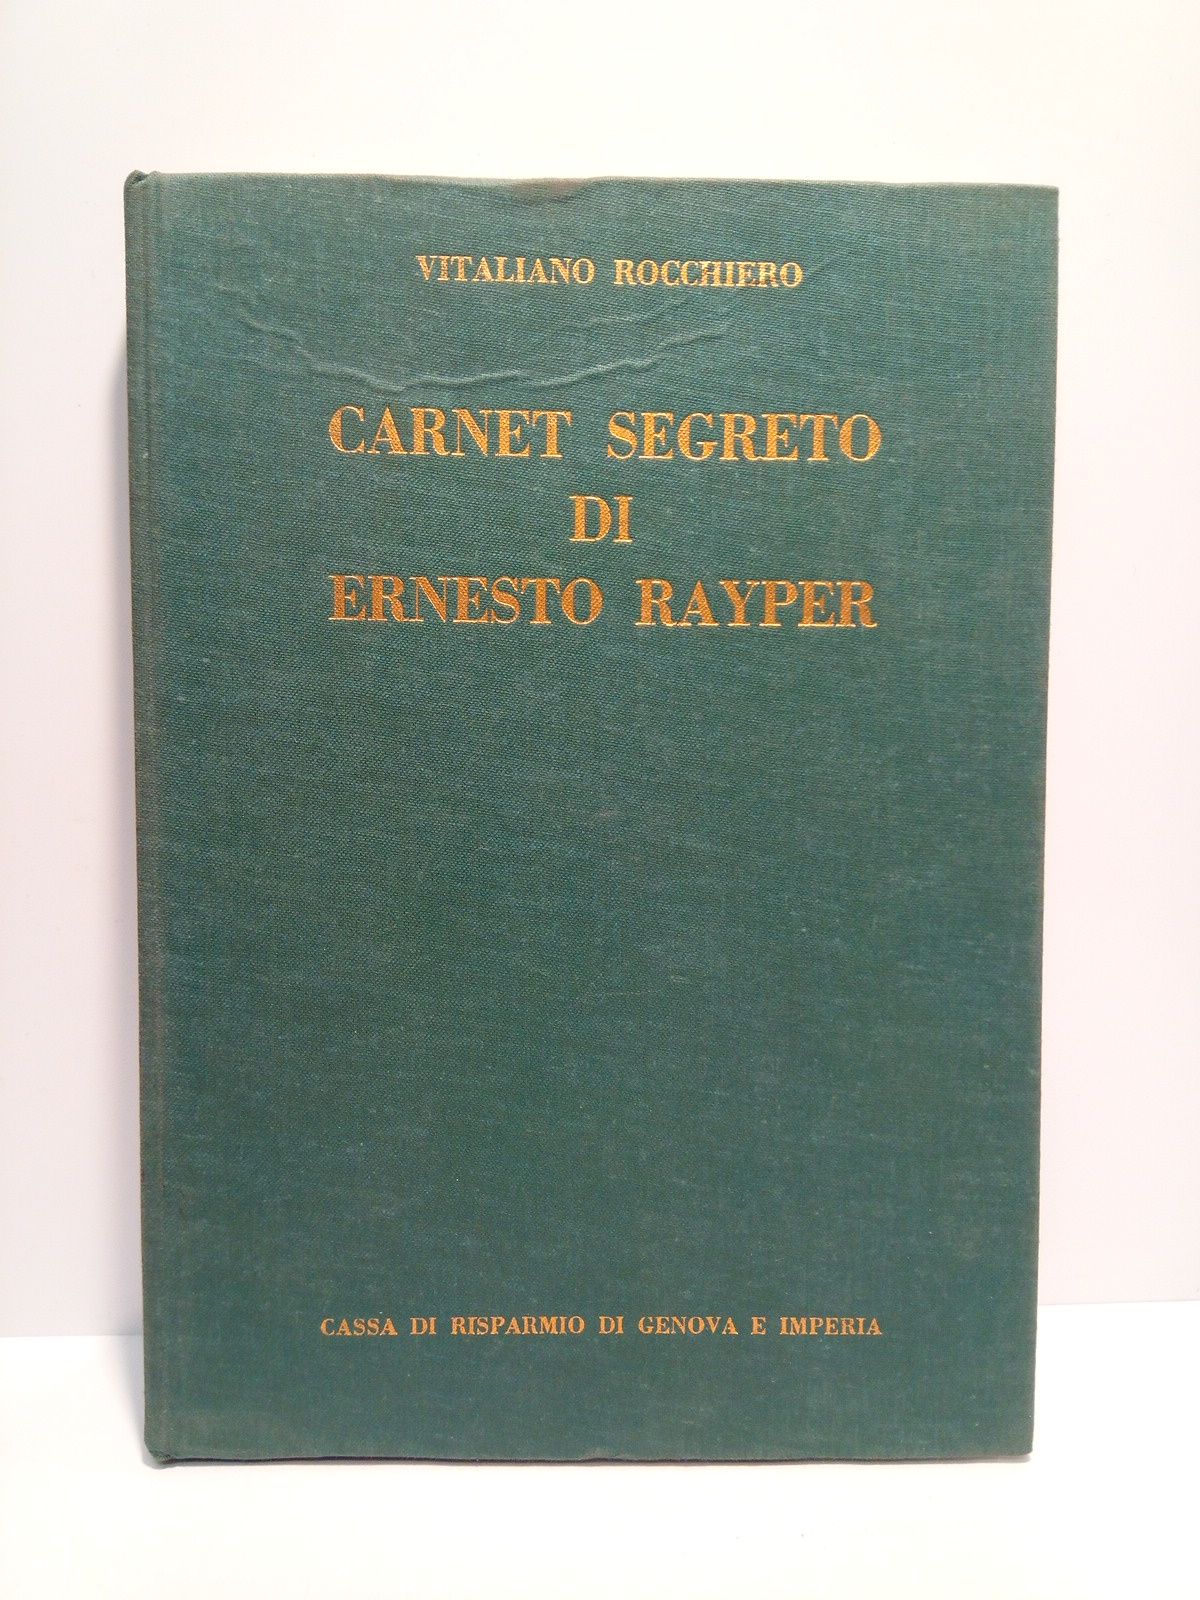 VITALIANO ROCCHIERO
CARNET SEGRETO
DI
ERNESTO RAYPER
CASSA DI RISPARMIO DI GENOVA E IMPERIA